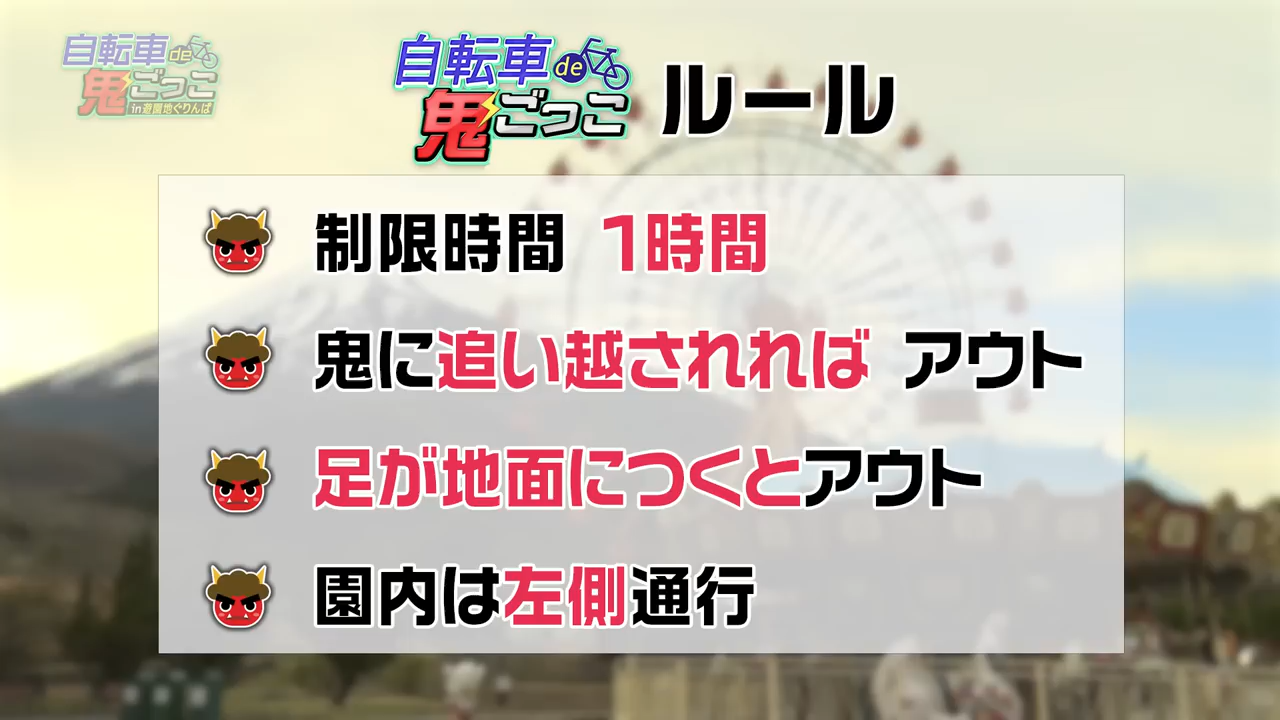 自転車de
鬼ごっこ
in遊園地ぐりんぱ
自転車de
鬼ごっこ
ルール
制限時間 1時間
鬼に追い越されれば アウト
足が地面につくとアウト
園内は左側通行